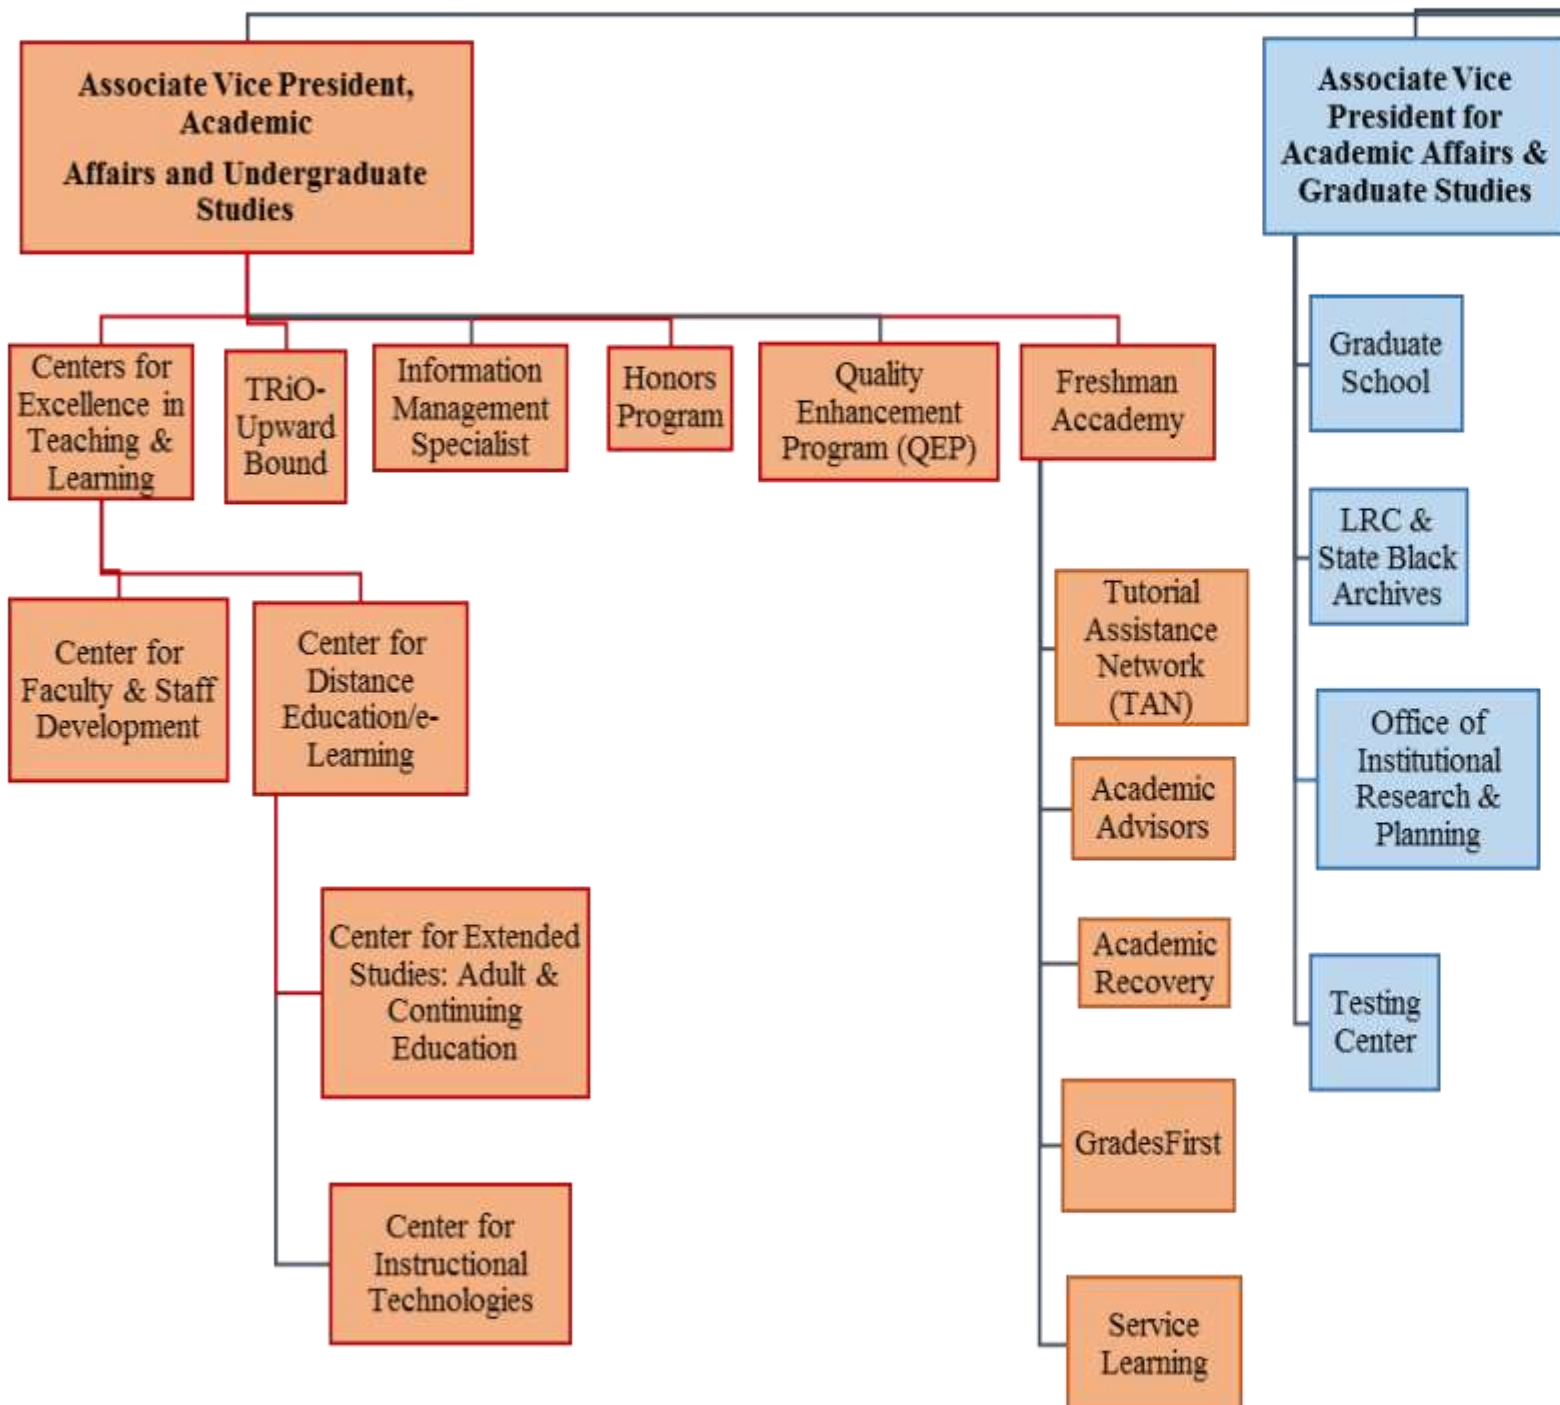 Associate Vice President,
Academic
Affairs and Undergraduate
Studies
Associate Vice
President for
Academic Affairs &
Graduate Studies
Centers for
Excellence in
Teaching &
Learning
TRiO-
Upward
Bound
Information
Management
Specialist
Honors
Program
Quality
Enhancement
Program (QEP)
Freshman
Accademy
Graduate
School
LRC &
State Black
Archives
Center for
Faculty & Staff
Development
Center for
Distance
Education/e-
Learning
Tutorial
Assistance
Network
(TAN)
Office of
Institutional
Research &
Planning
Academic
Advisors
Center for Extended
Studies: Adult &
Continuing
Education
Academic
Recovery
Testing
Center
GradesFirst
Center for
Instructional
Technologies
Service
Learning